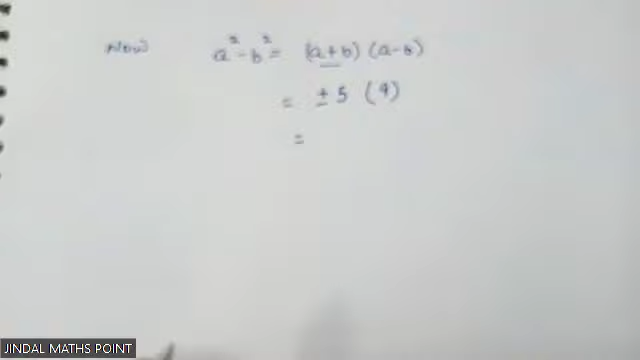 Now a² - b² = (a + b) (a - b)
= ± 5 (9)
=
JINDAL MATHS POINT